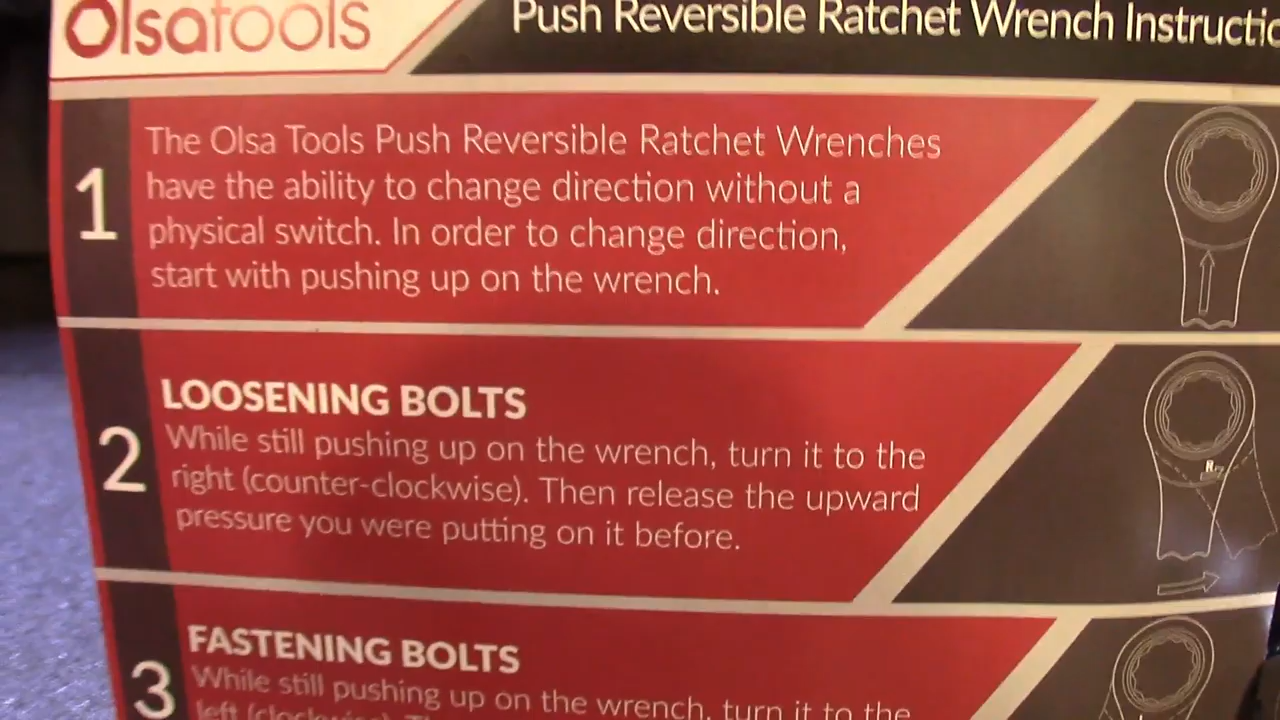 Olsatools
Push Reversible Ratchet Wrench Instructio
1
The Olsa Tools Push Reversible Ratchet Wrenches
have the ability to change direction without a
physical switch. In order to change direction,
start with pushing up on the wrench.
2
LOOSENING BOLTS
While still pushing up on the wrench, turn it to the
right (counter-clockwise). Then release the upward
pressure you were putting on it before.
3
FASTENING BOLTS
While still pushing up on the wrench, turn it to the
left (clockwise).